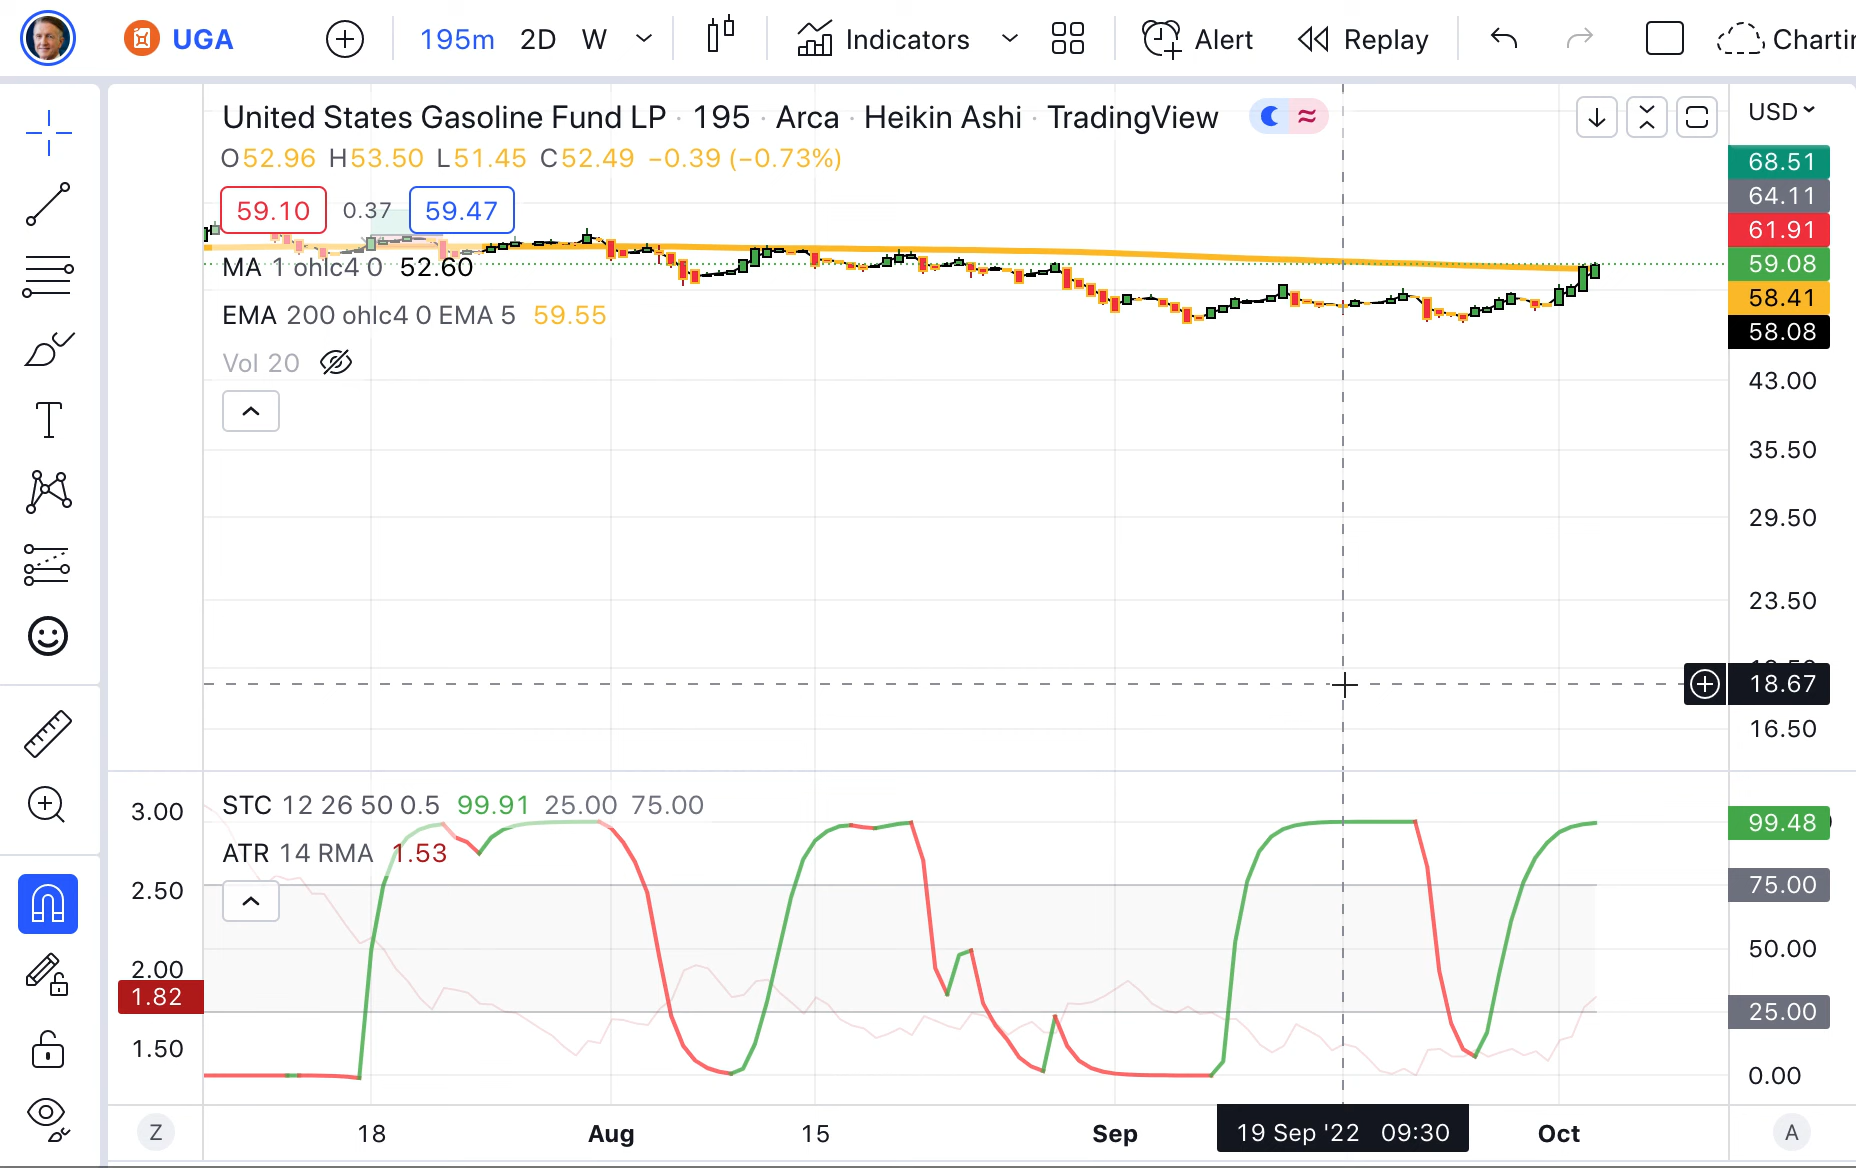 UGA 195m 2D W Indicators Alert Replay
United States Gasoline Fund LP · 195 · Arca · Heikin Ashi · TradingView
USD
O52.96 H53.50 L51.45 C52.49 −0.39 (−0.73%)
59.10 0.37 59.47
MA 1 ohlc4 0 52.60
EMA 200 ohlc4 0 EMA 5 59.55
Vol 20
68.51
64.11
61.91
59.08
58.41
58.08
43.00
35.50
29.50
23.50
18.67
16.50
STC 12 26 50 0.5 99.91 25.00 75.00
ATR 14 RMA 1.53
3.00
2.50
2.00
1.82
1.50
99.48
75.00
50.00
25.00
0.00
Z 18 Aug 15 Sep 19 Sep '22 09:30 Oct A